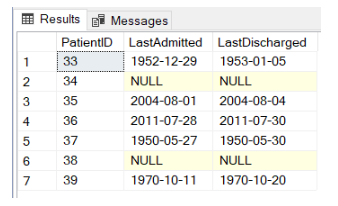 Results Messages
PatientID LastAdmitted LastDischarged
1 33 1952-12-29 1953-01-05
2 34 NULL NULL
3 35 2004-08-01 2004-08-04
4 36 2011-07-28 2011-07-30
5 37 1950-05-27 1950-05-30
6 38 NULL NULL
7 39 1970-10-11 1970-10-20